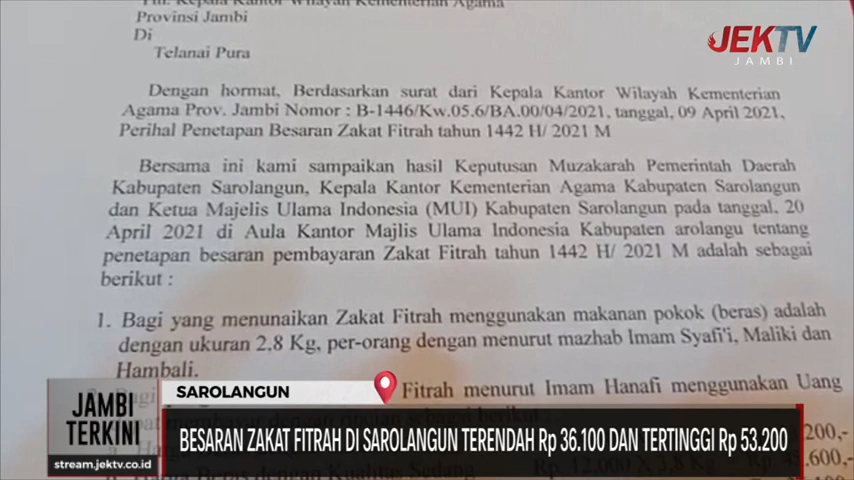 Kepala Kantor Wilayah Kementerian Agama
Provinsi Jambi
Di
Telanai Pura
JEKTV
JAMBI
Dengan hormat, Berdasarkan surat dari Kepala Kantor Wilayah Kementerian
Agama Prov. Jambi Nomor : B-1446/Kw.05.6/BA.00/04/2021, tanggal, 09 April 2021,
Perihal Penetapan Besaran Zakat Fitrah tahun 1442 H/ 2021 M
Bersama ini kami sampaikan hasil Keputusan Muzakarah Pemerintah Daerah
Kabupaten Sarolangun, Kepala Kantor Kementerian Agama Kabupaten Sarolangun
dan Ketua Majelis Ulama Indonesia (MUI) Kabupaten Sarolangun pada tanggal, 20
April 2021 di Aula Kantor Majlis Ulama Indonesia Kabupaten arolangu tentang
penetapan besaran pembayaran Zakat Fitrah tahun 1442 H/ 2021 M adalah sebagai
berikut :
1. Bagi yang menunaikan Zakat Fitrah menggunakan makanan pokok (beras) adalah
dengan ukuran 2,8 Kg, per-orang dengan menurut mazhab Imam Syafi'i, Maliki dan
Hambali.
Fitrah menurut Imam Hanafi menggunakan Uang
SAROLANGUN
JAMBI
TERKINI
stream.jektv.co.id
BESARAN ZAKAT FITRAH DI SAROLANGUN TERENDAH Rp 36.100 DAN TERTINGGI Rp 53.200